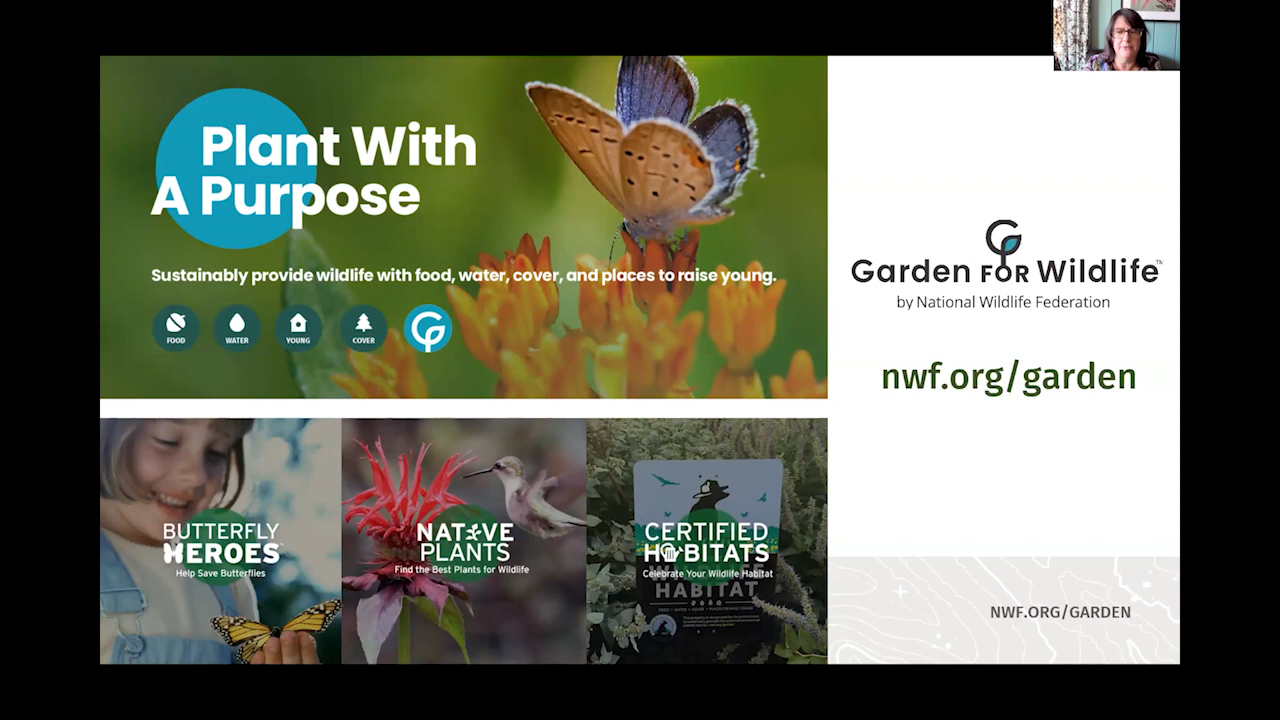 Plant With
A Purpose
Sustainably provide wildlife with food, water, cover, and places to raise young.
FOOD
WATER
YOUNG
COVER
Garden FOR Wildlife™
by National Wildlife Federation
nwf.org/garden
BUTTERFLY
HEROES™
Help Save Butterflies
NATIVE
PLANTS
Find the Best Plants for Wildlife
CERTIFIED
HABITATS
Celebrate Your Wildlife Habitat
HABITAT
NWF.ORG/GARDEN